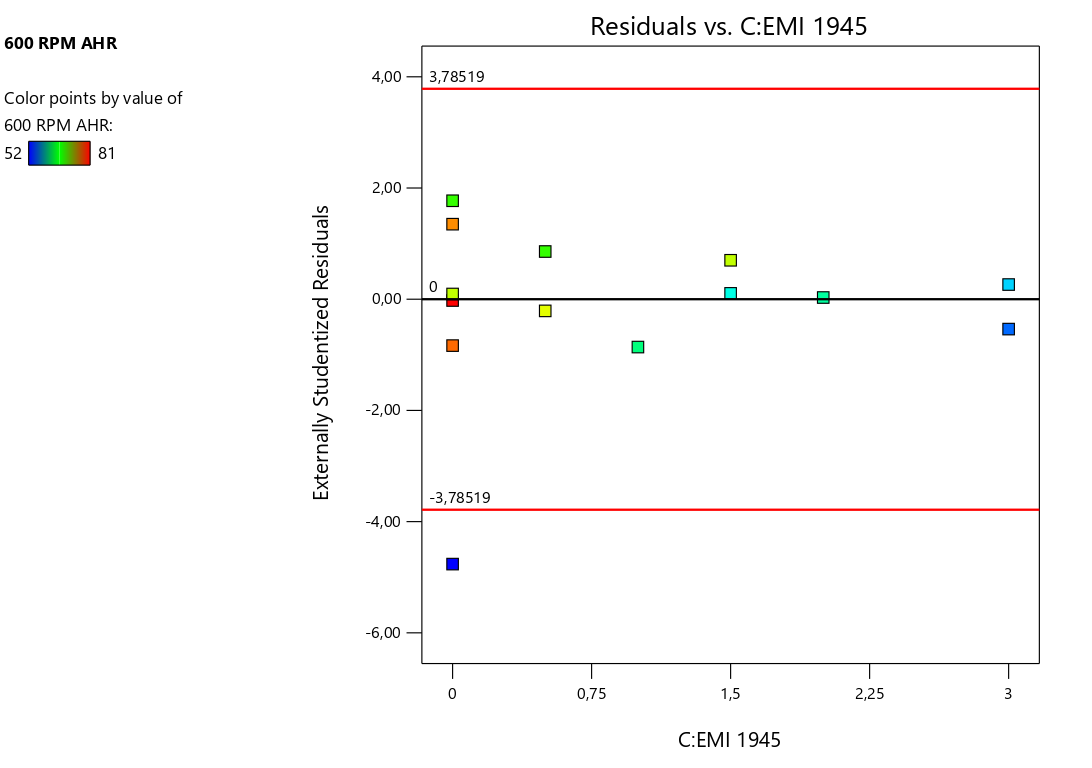 600 RPM AHR
Color points by value of
600 RPM AHR:
52 81
Residuals vs. C:EMI 1945
Externally Studentized Residuals
4,00
2,00
0,00
-2,00
-4,00
-6,00
3,78519
0
-3,78519
0 0,75 1,5 2,25 3
C:EMI 1945